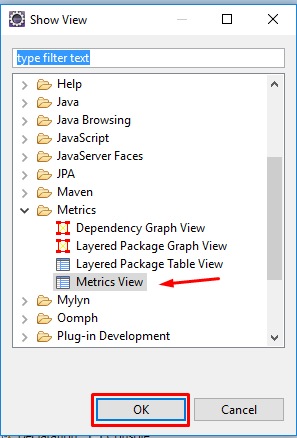 Show View
type filter text
Help
Java
Java Browsing
JavaScript
JavaServer Faces
JPA
Maven
Metrics
Dependency Graph View
Layered Package Graph View
Layered Package Table View
Metrics View
Mylyn
Oomph
Plug-in Development
OK
Cancel